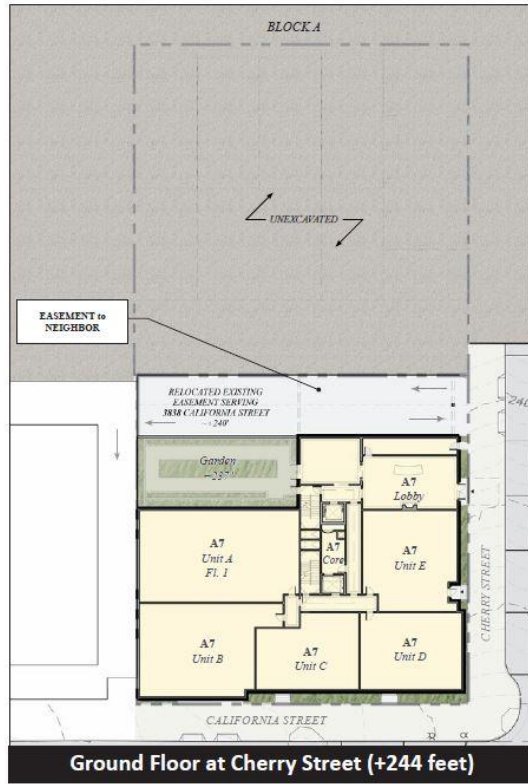 BLOCK A
UNEXCAVATED
EASEMENT to
NEIGHBOR
RELOCATED EXISTING
EASEMENT SERVING
3838 CALIFORNIA STREET
240'
Garden
A7
Lobby
A7
Unit A
Fl. 1
A7
Core
A7
Unit E
A7
Unit B
A7
Unit C
A7
Unit D
CHERRY STREET
CALIFORNIA STREET
Ground Floor at Cherry Street (+244 feet)